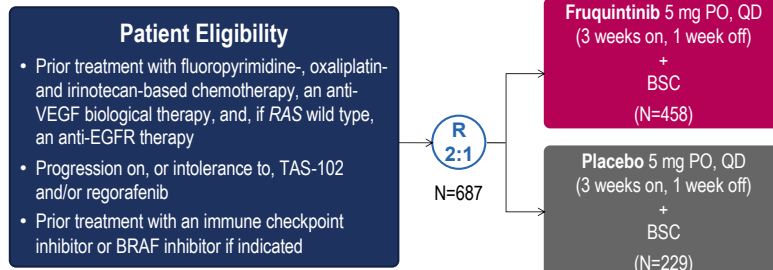 Patient Eligibility
• Prior treatment with fluoropyrimidine-, oxaliplatin-
and irinotecan-based chemotherapy, an anti-
VEGF biological therapy, and, if RAS wild type,
an anti-EGFR therapy
• Progression on, or intolerance to, TAS-102
and/or regorafenib
• Prior treatment with an immune checkpoint
inhibitor or BRAF inhibitor if indicated
R
2:1
N=687
Fruquintinib 5 mg PO, QD
(3 weeks on, 1 week off)
+
BSC
(N=458)
Placebo 5 mg PO, QD
(3 weeks on, 1 week off)
+
BSC
(N=229)